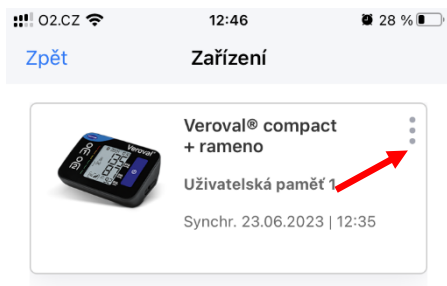 O2.CZ 12:46 28 %
Zpět Zařízení
Veroval® compact
+ rameno
Veroval
Uživatelská paměť 1
Synchr. 23.06.2023 | 12:35